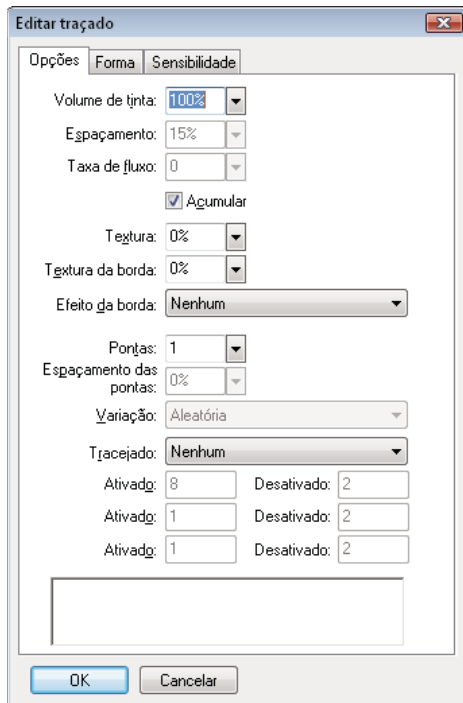 Editar traçado
Opções Forma Sensibilidade
Volume de tinta: 100%
Espaçamento: 15%
Taxa de fluxo: 0
Acumular
Textura: 0%
Textura da borda: 0%
Efeito da borda: Nenhum
Pontas: 1
Espaçamento das
pontas: 0%
Variação: Aleatória
Tracejado: Nenhum
Ativado: 8 Desativado: 2
Ativado: 1 Desativado: 2
Ativado: 1 Desativado: 2
OK Cancelar